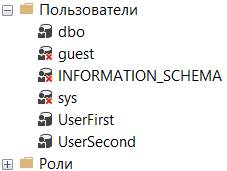 Пользователи
dbo
guest
INFORMATION_SCHEMA
sys
UserFirst
UserSecond
Роли